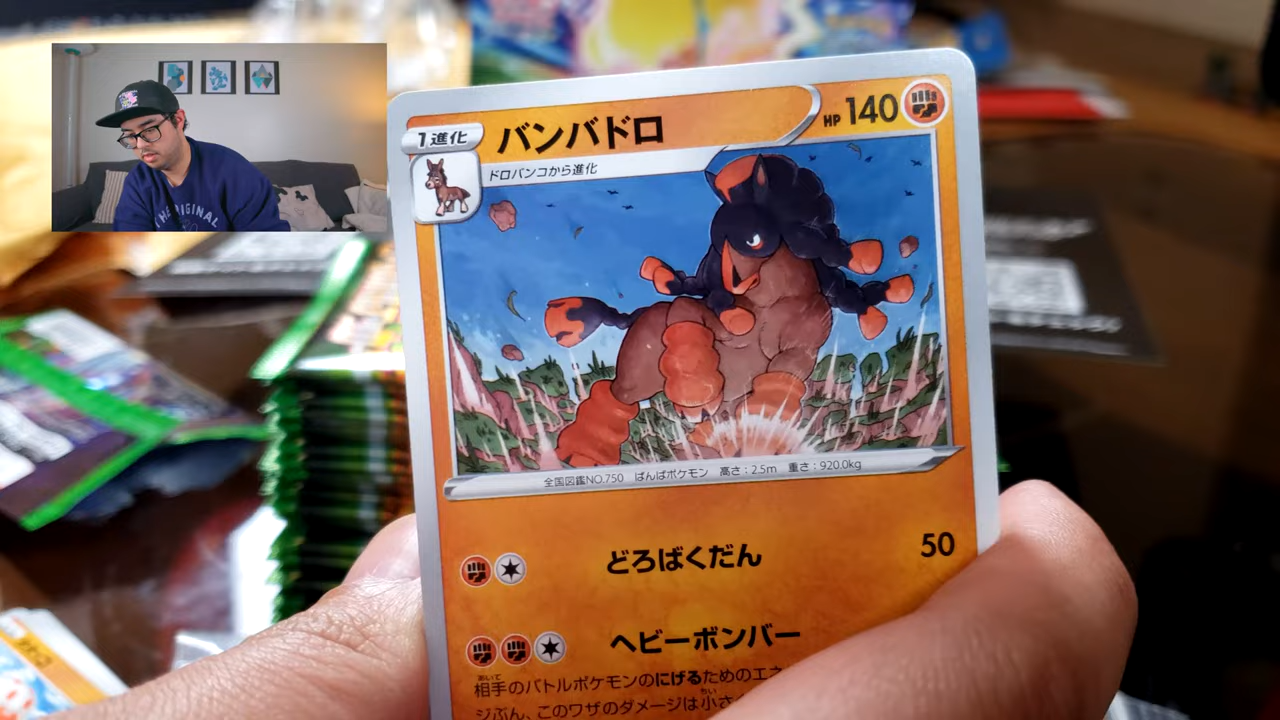 THE ORIGINAL
1進化
バンバドロ
HP 140
ドロバンコから進化
全国図鑑NO.750 ばんばポケモン 高さ:2.5m 重さ:920.0kg
どろばくだん
50
ヘビーボンバー
相手のバトルポケモンのにげるためのエネ
ジぶん、このワザのダメージは小さ